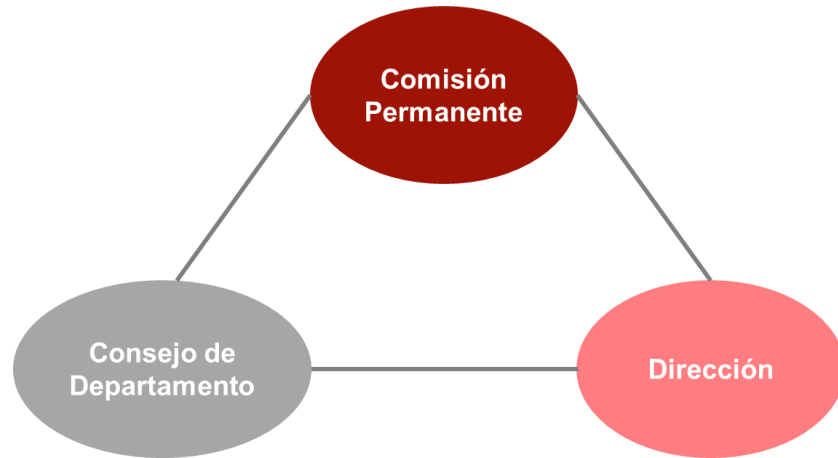 Comisión
Permanente
Consejo de
Departamento
Dirección